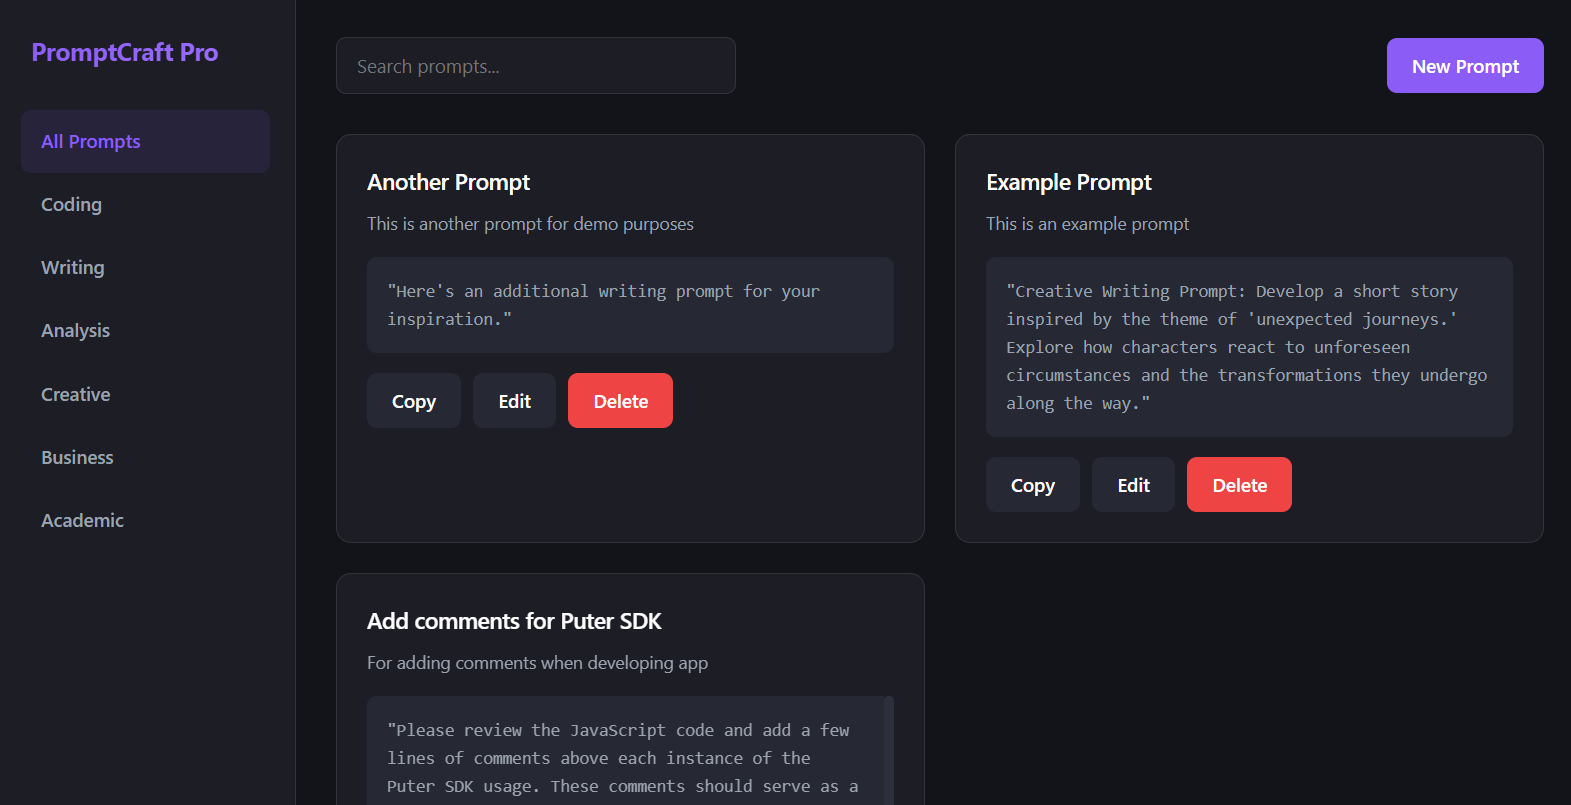 PromptCraft Pro
All Prompts
Coding
Writing
Analysis
Creative
Business
Academic
Search prompts...
New Prompt
Another Prompt
This is another prompt for demo purposes
"Here's an additional writing prompt for your
inspiration."
Copy
Edit
Delete
Example Prompt
This is an example prompt
"Creative Writing Prompt: Develop a short story
inspired by the theme of 'unexpected journeys.'
Explore how characters react to unforeseen
circumstances and the transformations they undergo
along the way."
Copy
Edit
Delete
Add comments for Puter SDK
For adding comments when developing app
"Please review the JavaScript code and add a few
lines of comments above each instance of the
Puter SDK usage. These comments should serve as a